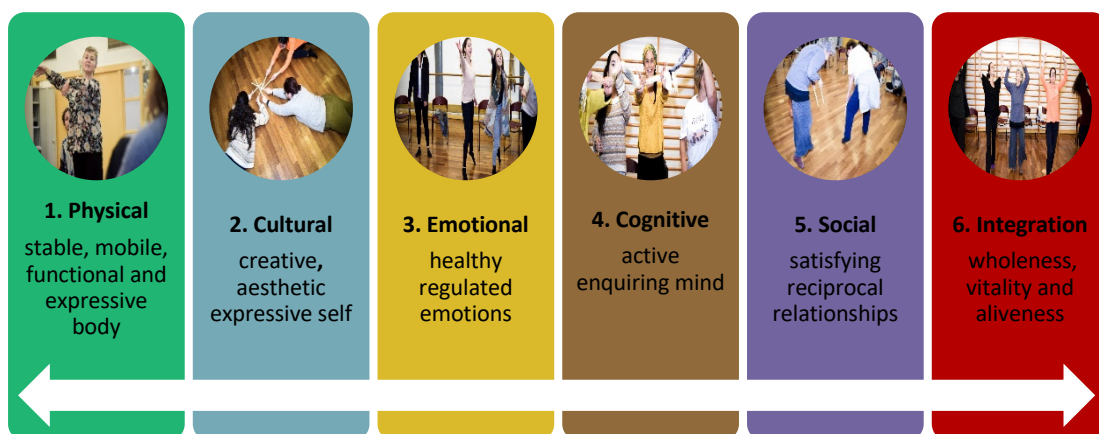 1. Physical
stable, mobile,
functional and
expressive
body
2. Cultural
creative,
aesthetic
expressive self
3. Emotional
healthy
regulated
emotions
4. Cognitive
active
enquiring mind
5. Social
satisfying
reciprocal
relationships
6. Integration
wholeness,
vitality and
aliveness